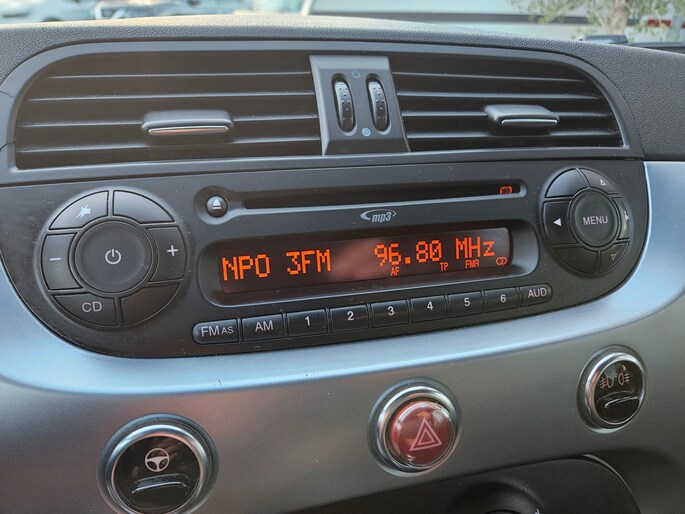 mp3
NPO 3FM 96.80 MHz
AF TP FMR CD
MENU
CD
FM AS AM 1 2 3 4 5 6 AUD